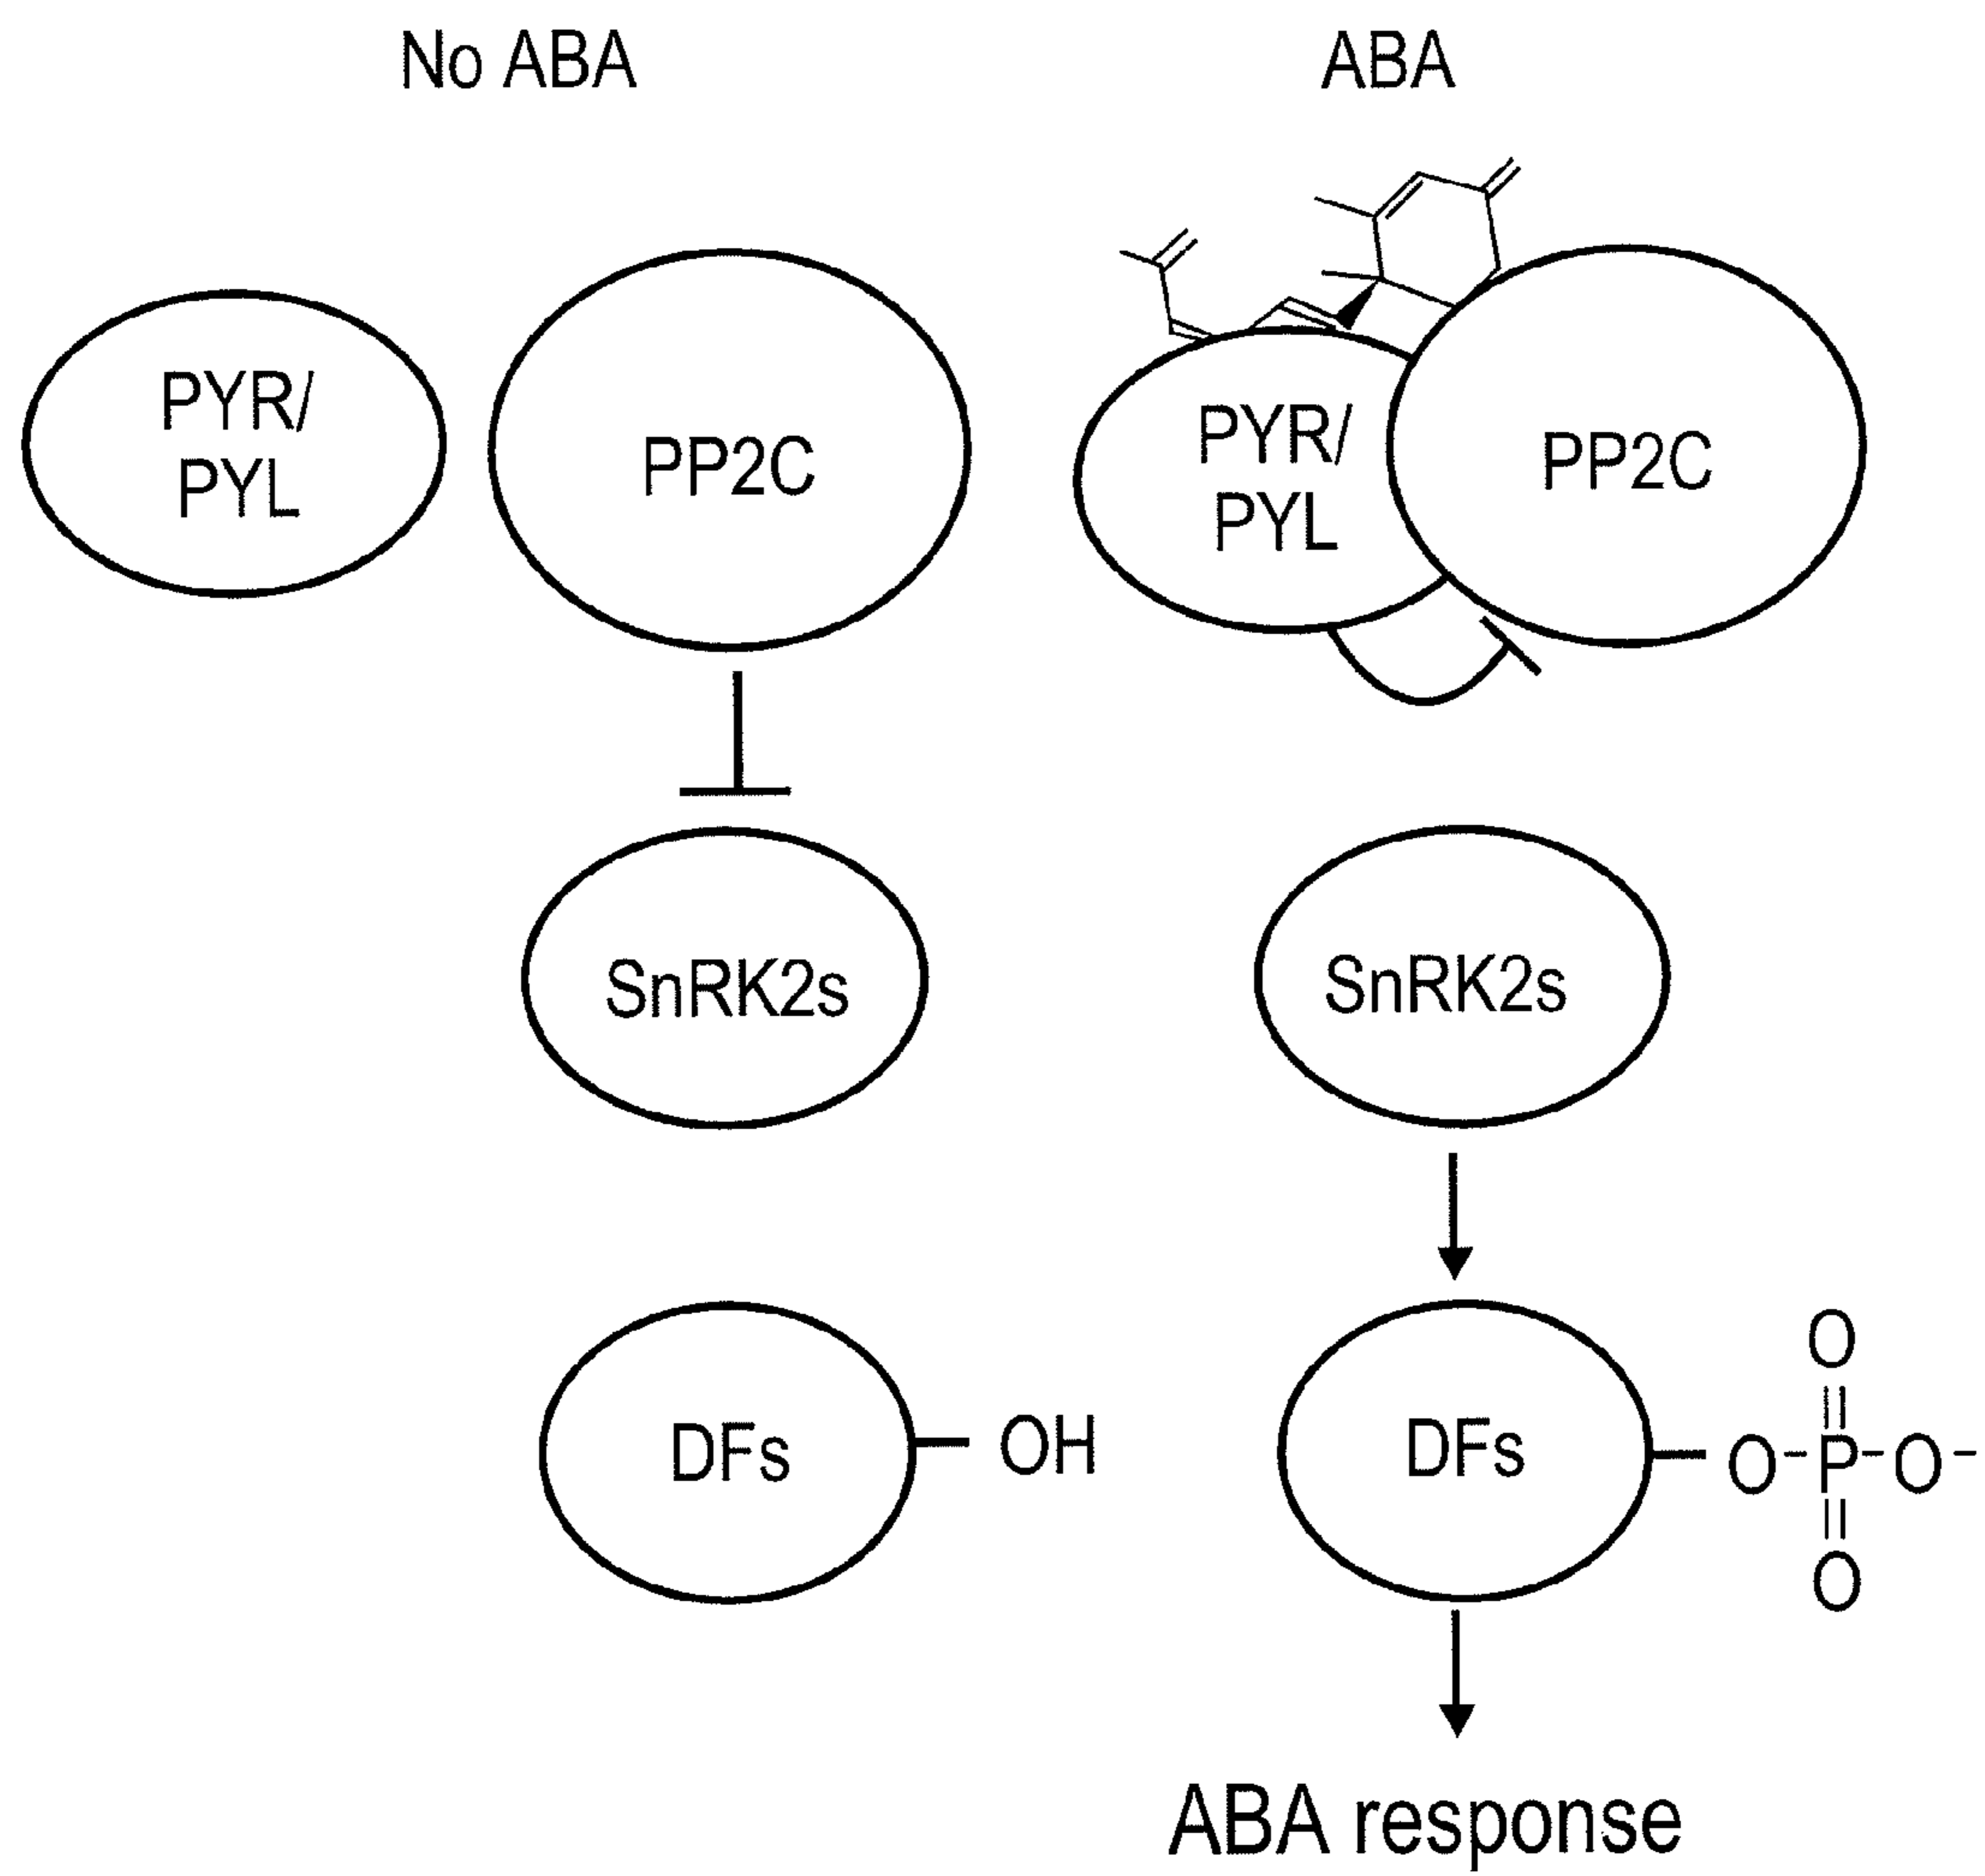 No ABA
ABA
PYR/
PYL
PP2C
PYR/
PYL
PP2C
SnRK2s
SnRK2s
DFs
OH
DFs
O
O-P-O-
O
ABA response